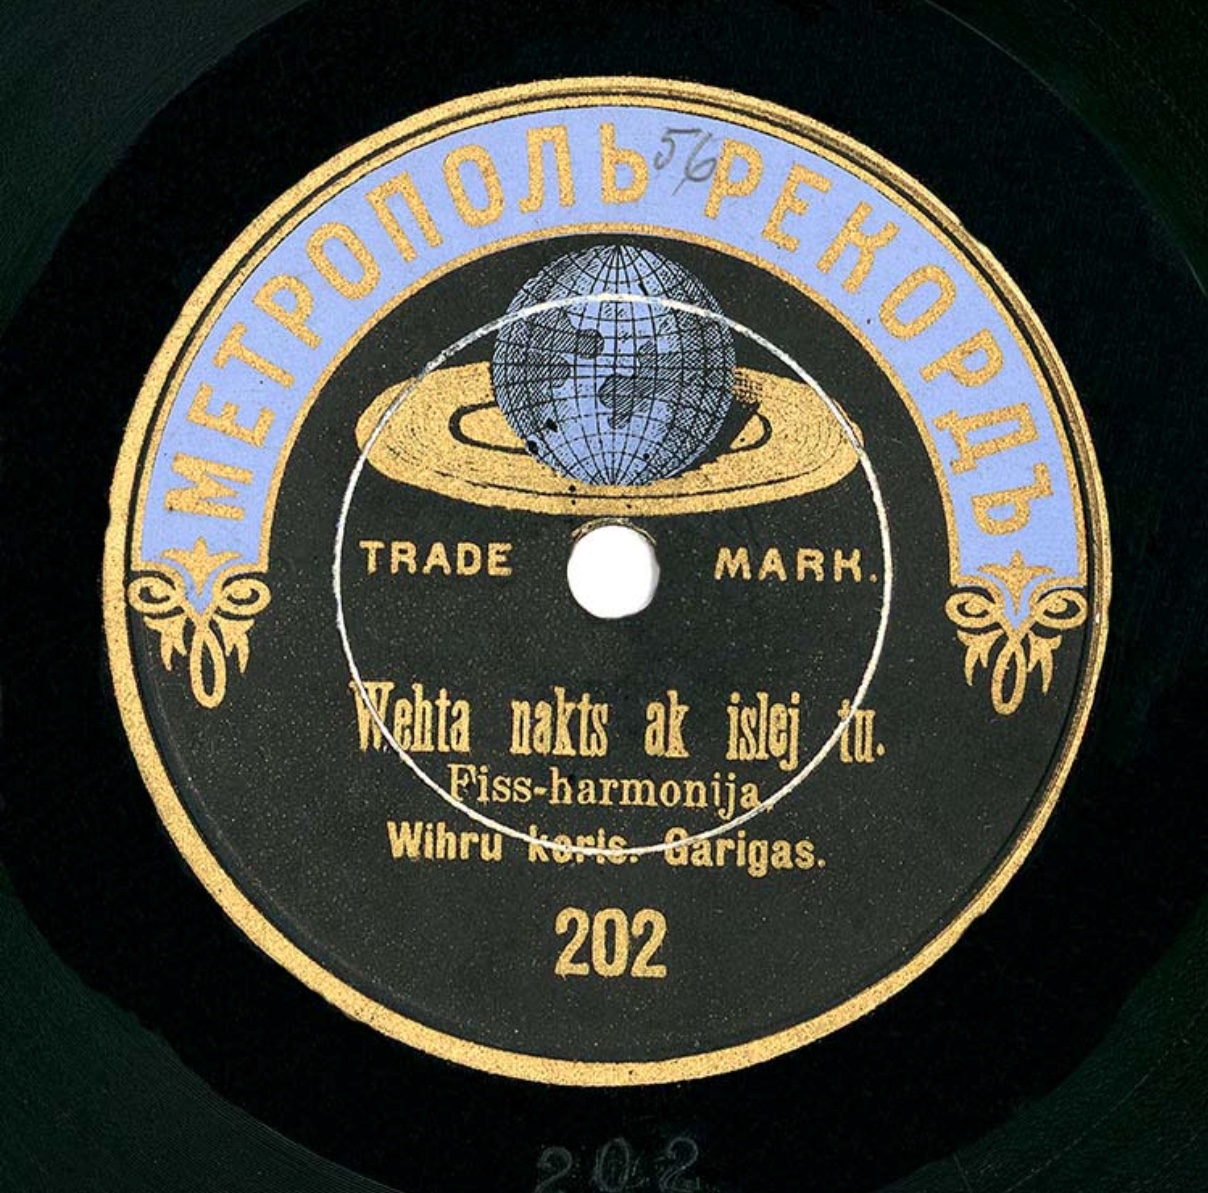 МЕТРОПОЛЬ РЕКОРДЪ
56
TRADE MARK.
Wehta nakts ak islej tu.
Fiss-harmonija,
Wihru koris. Garigas.
202
202